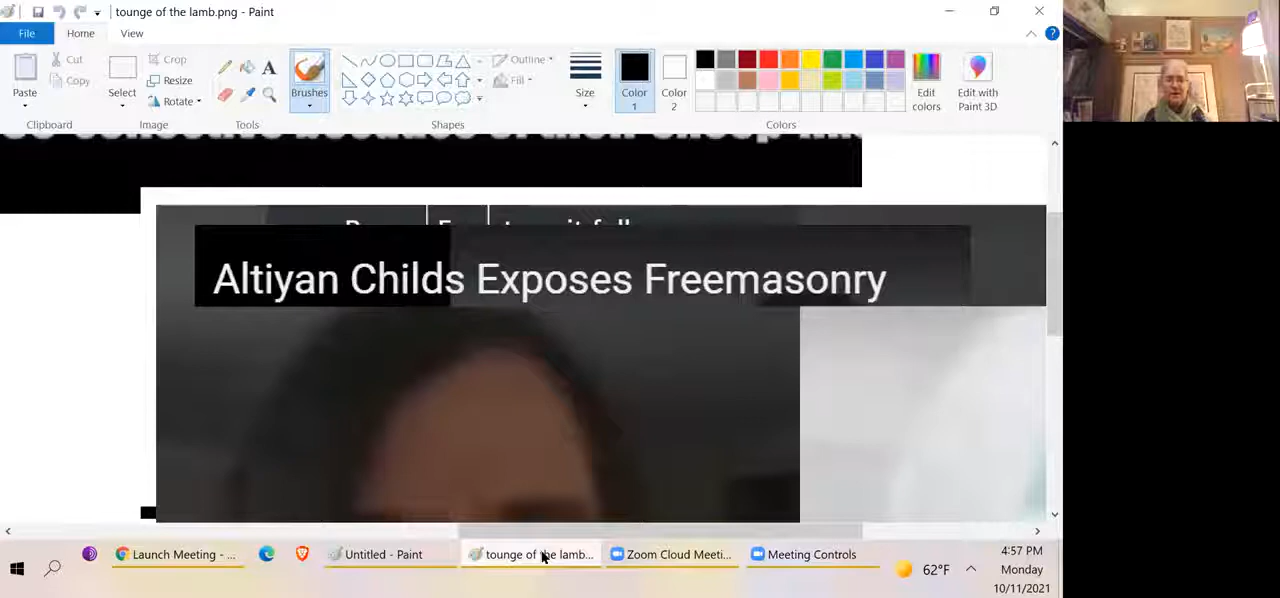 tounge of the lamb.png - Paint
File
Home
View
Paste
Cut
Copy
Clipboard
Select
Crop
Resize
Rotate
Image
A
Tools
Brushes
Outline
Fill
Shapes
Size
Color 1
Color 2
Edit colors
Edit with Paint 3D
Colors
Altiyan Childs Exposes Freemasonry
Launch Meeting - ...
Untitled - Paint
tounge of the lamb...
Zoom Cloud Meeti...
Meeting Controls
62°F
4:57 PM
Monday
10/11/2021